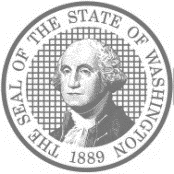 THE SEAL OF THE STATE OF WASHINGTON
1889